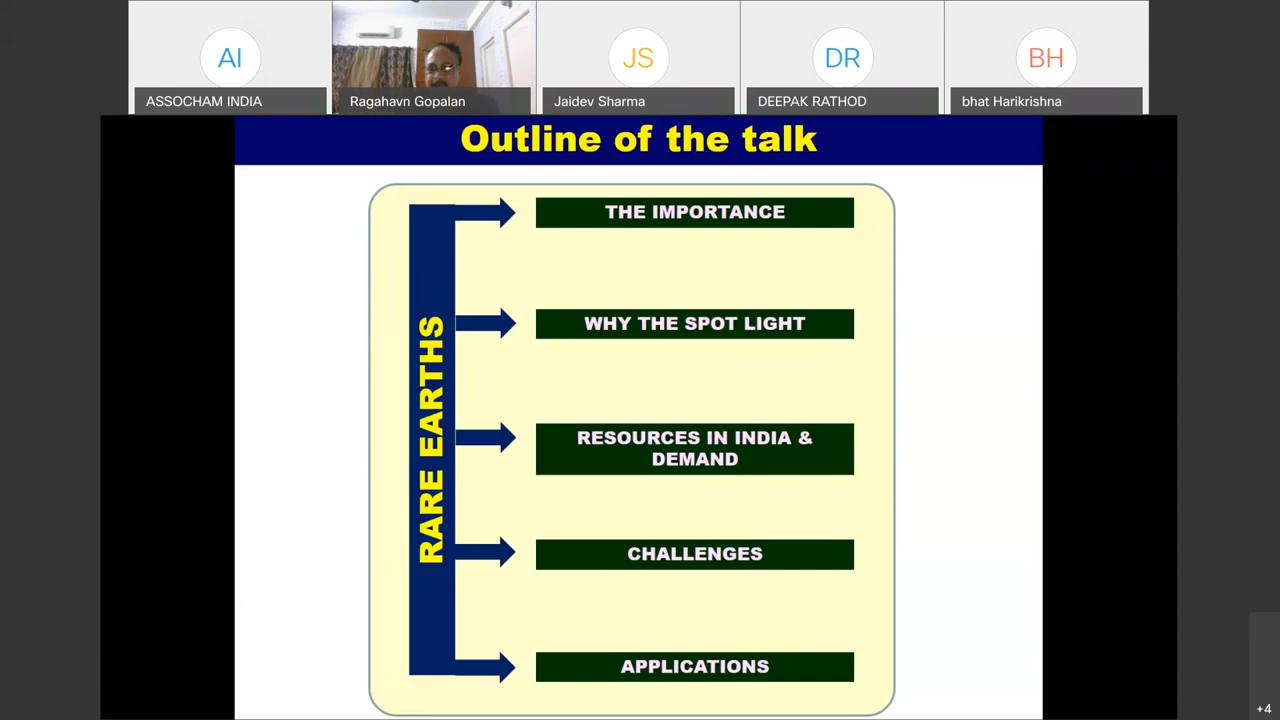 AI
JS
DR
BH
ASSOCHAM INDIA
Ragahavn Gopalan
Jaidev Sharma
DEEPAK RATHOD
bhat Harikrishna
Outline of the talk
RARE EARTHS
THE IMPORTANCE
WHY THE SPOT LIGHT
RESOURCES IN INDIA &
DEMAND
CHALLENGES
APPLICATIONS
+4